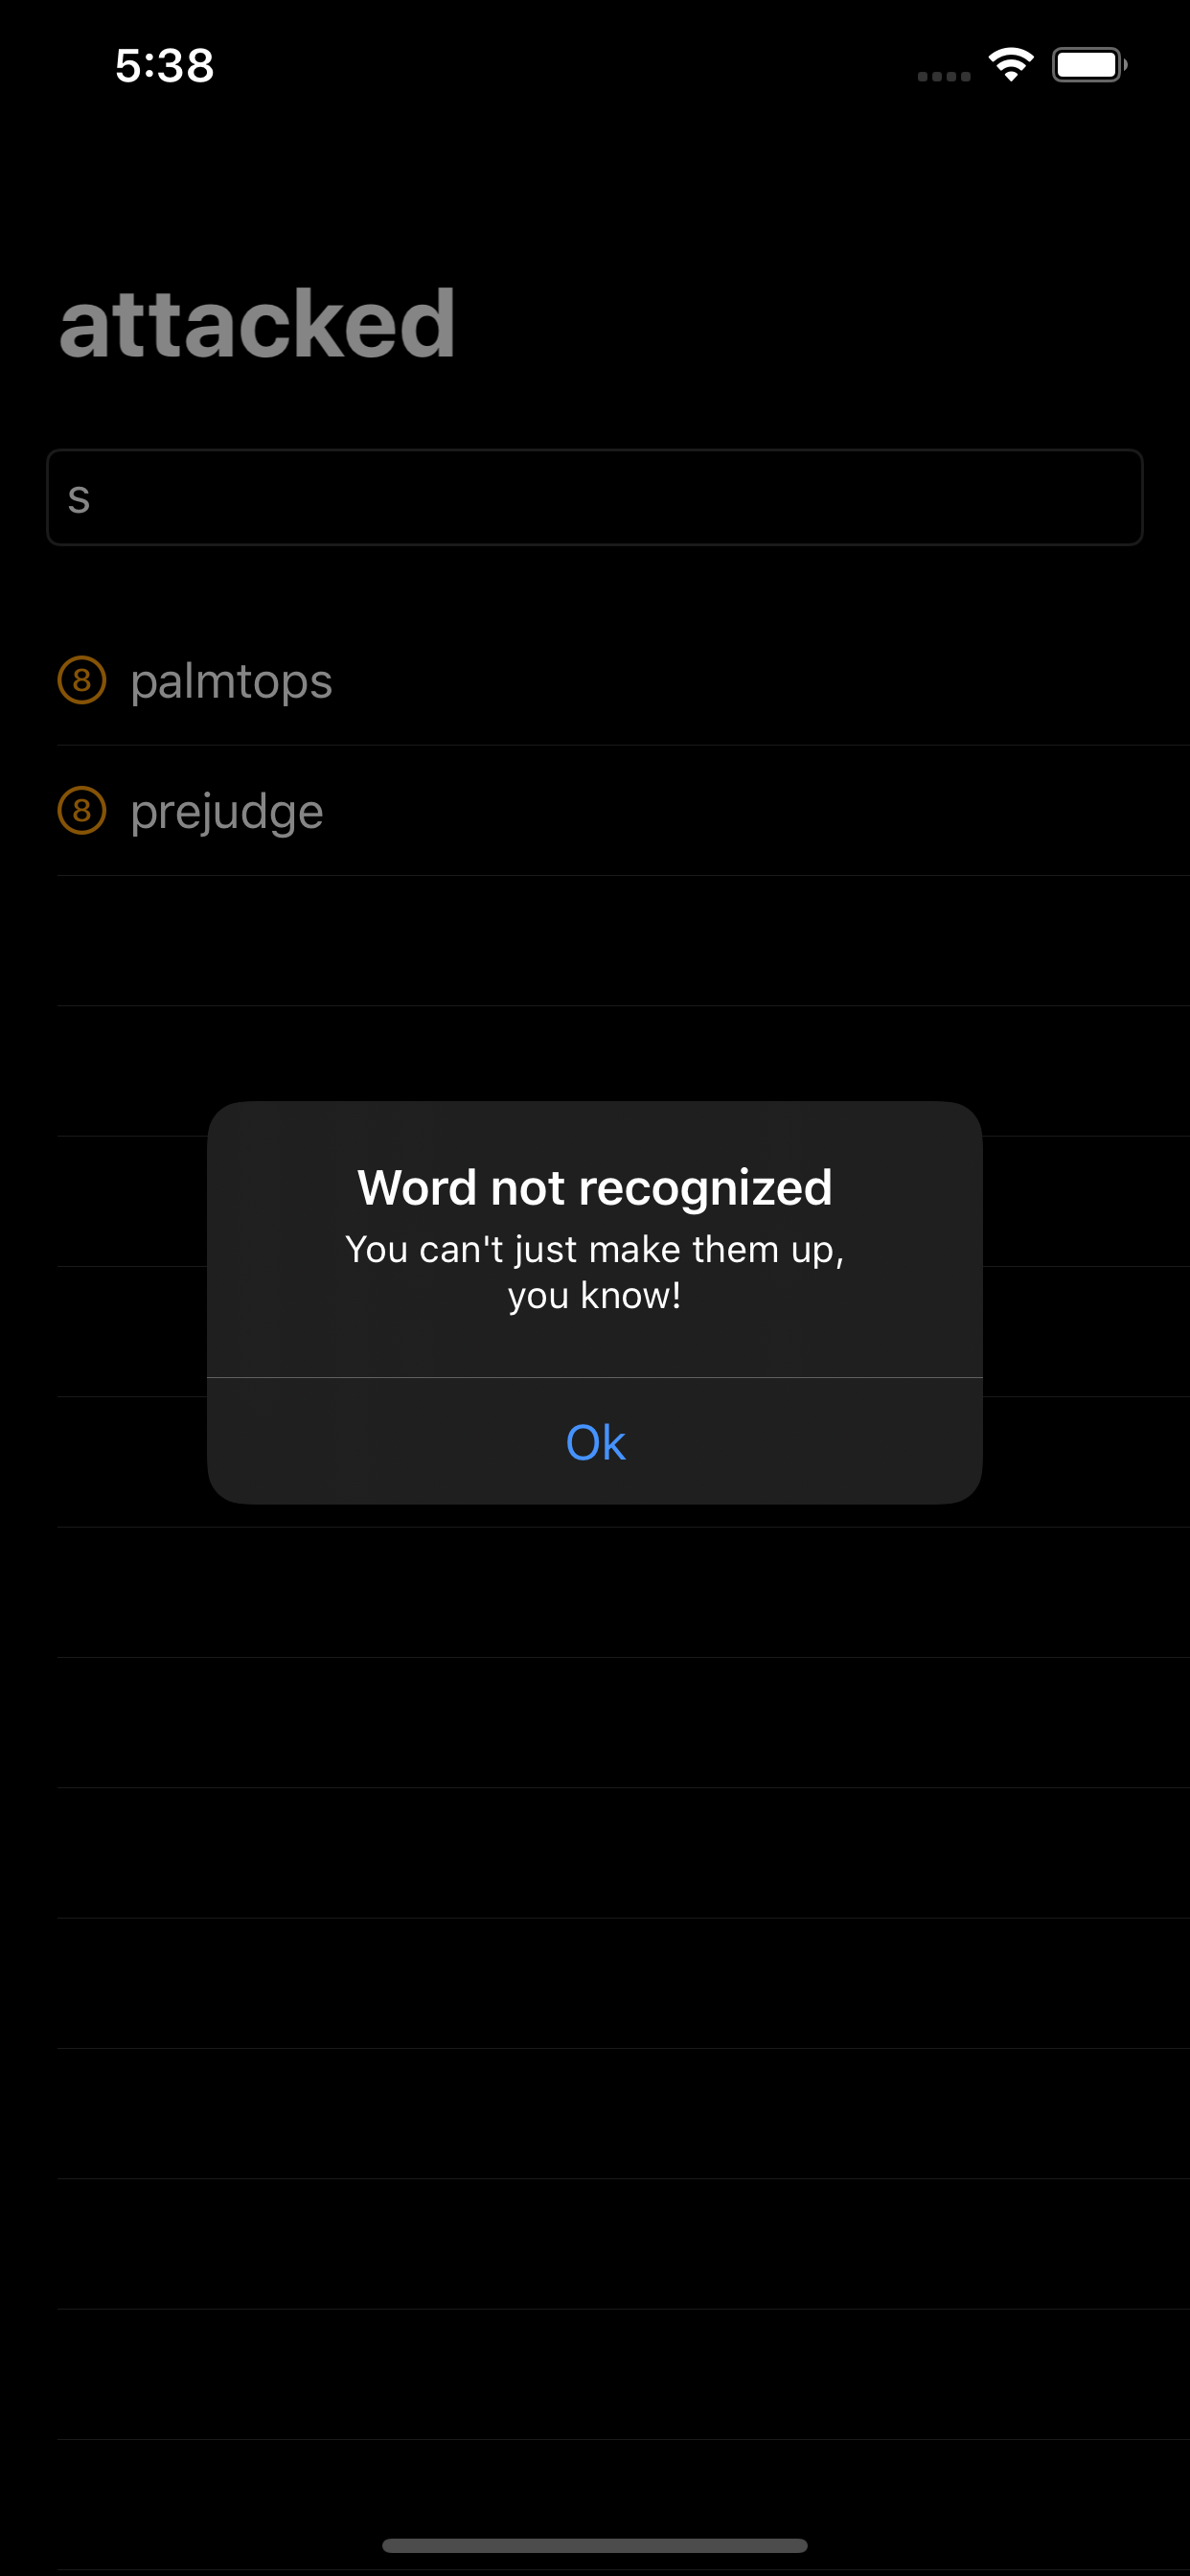 5:38
attacked
s
8 palmtops
8 prejudge
Word not recognized
You can't just make them up,
you know!
Ok